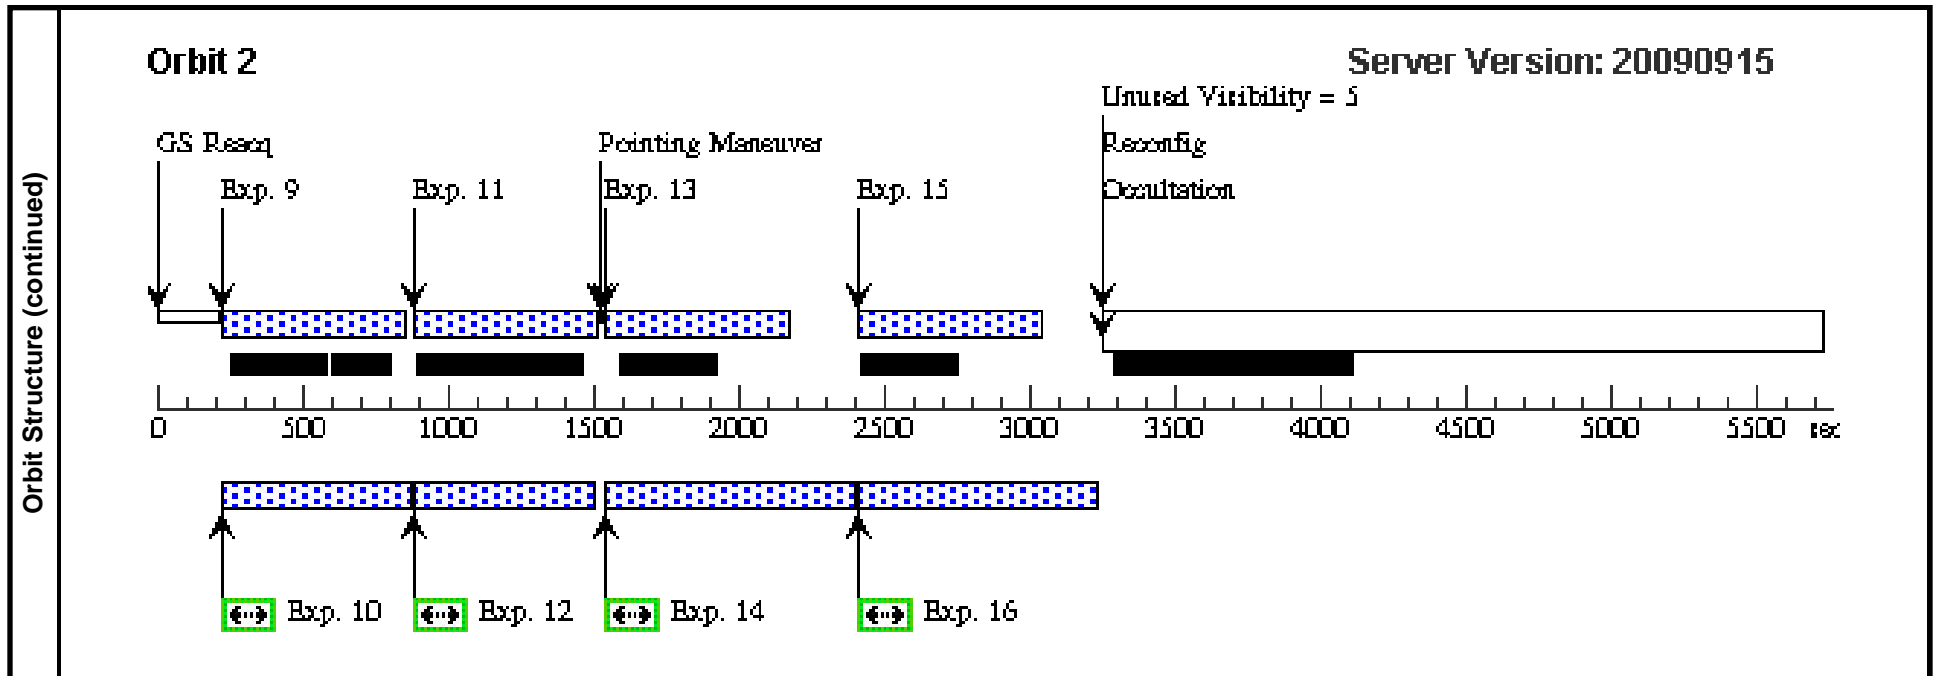 Orbit Structure (continued)
Orbit 2
Server Version: 20090915
Unused Visibility = 5
GS Reacq
Pointing Maneuver
Reconfig
Exp. 9
Exp. 11
Exp. 13
Exp. 15
Occultation
0
500
1000
1500
2000
2500
3000
3500
4000
4500
5000
5500
sec
Exp. 10
Exp. 12
Exp. 14
Exp. 16